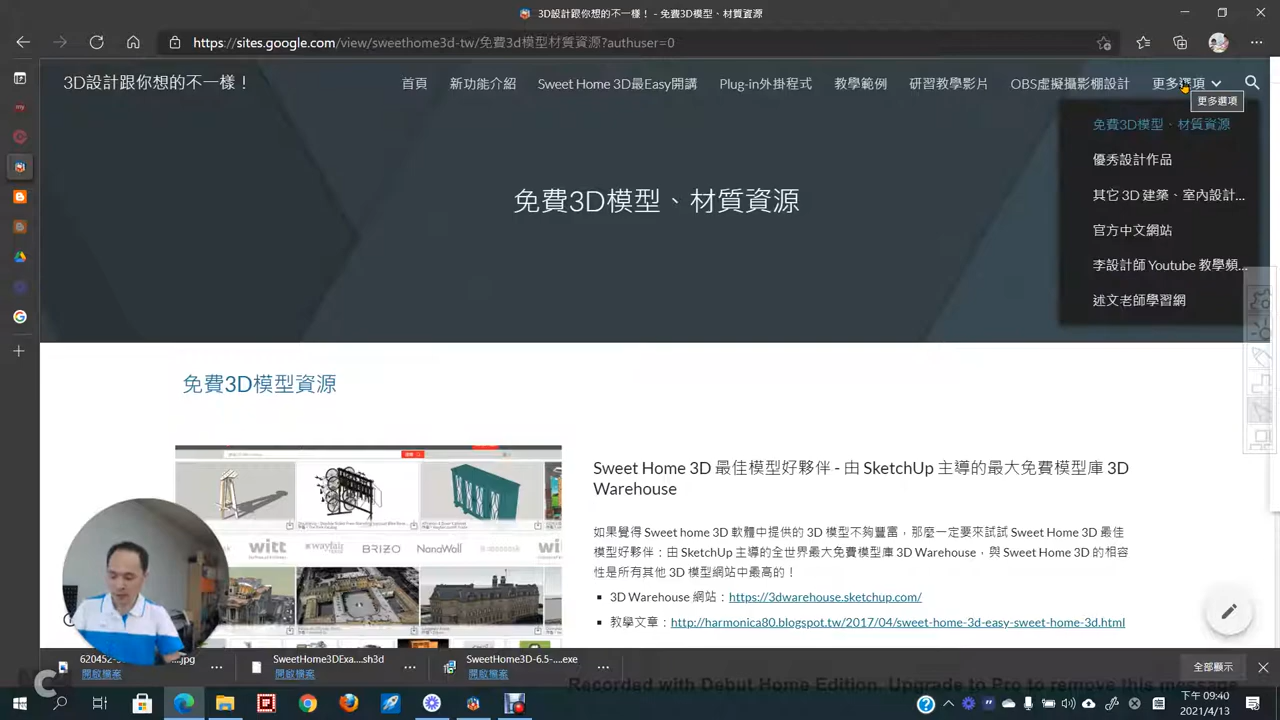 3D設計跟你想的不一樣！ - 免費3D模型、材質資源
https://sites.google.com/view/sweethome3d-tw/免費3d模型材質資源?authuser=0
3D設計跟你想的不一樣！
首頁
新功能介紹
Sweet Home 3D最Easy開講
Plug-in外掛程式
教學範例
研習教學影片
OBS虛擬攝影棚設計
更多選項
更多選項
免費3D模型、材質資源
優秀設計作品
其它 3D 建築、室內設計...
官方中文網站
李設計師 Youtube 教學頻...
述文老師學習網
免費3D模型、材質資源
免費3D模型資源
witt
wayfair
BRIZO
NanaWall
Sweet Home 3D 最佳模型好夥伴 - 由 SketchUp 主導的最大免費模型庫 3D
Warehouse
如果覺得 Sweet home 3D 軟體中提供的 3D 模型不夠豐富，那麼一定要來試試 Sweet Home 3D 最佳
模型好夥伴：由 SketchUp 主導的全世界最大免費模型庫 3D Warehouse，與 Sweet Home 3D 的相容
性是所有其他 3D 模型網站中最高的！
3D Warehouse 網站：https://3dwarehouse.sketchup.com/
教學文章：http://harmonica80.blogspot.tw/2017/04/sweet-home-3d-easy-sweet-home-3d.html
620452-5...jpg
開啟檔案
SweetHome3DExa....sh3d
開啟檔案
SweetHome3D-6.5-....exe
開啟檔案
全部顯示
Recorded with Debut Home Edition. Upgrade to Pro to remove this message
下午 09:40
2021/4/13